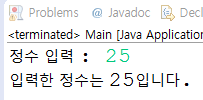 Problems @ Javadoc Decl
<terminated> Main [Java Application
정수 입력 : 25
입력한 정수는 25입니다.